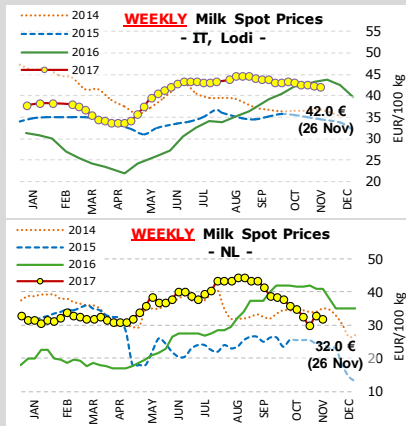 WEEKLY Milk Spot Prices
- IT, Lodi -
2014
2015
2016
2017
55
50
45
40
35
30
25
20
EUR/100 kg
42.0 €
(26 Nov)
JAN
FEB
MAR
APR
MAY
JUN
JUL
AUG
SEP
OCT
NOV
DEC
WEEKLY Milk Spot Prices
- NL -
2014
2015
2016
2017
50
40
30
20
10
EUR/100 kg
32.0 €
(26 Nov)
JAN
FEB
MAR
APR
MAY
JUN
JUL
AUG
SEP
OCT
NOV
DEC